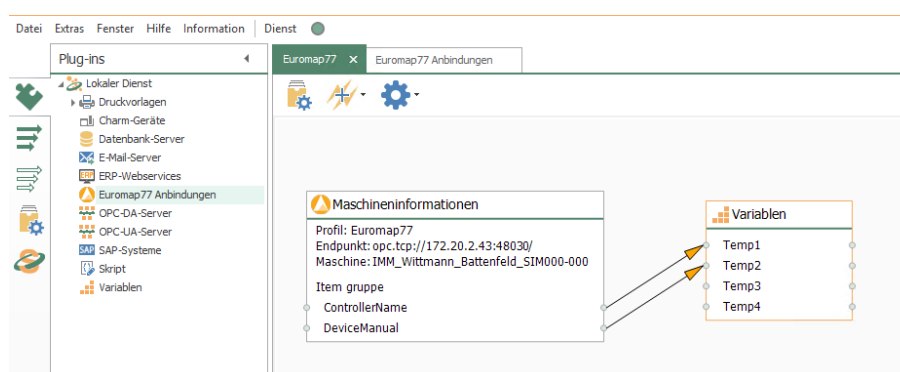 Datei Extras Fenster Hilfe Information Dienst
Plug-ins
Lokaler Dienst
Druckvorlagen
Charm-Geräte
Datenbank-Server
E-Mail-Server
ERP ERP-Webservices
Euromap77 Anbindungen
OPC-DA-Server
OPC-UA-Server
SAP SAP-Systeme
Skript
Variablen
Euromap77 × Euromap77 Anbindungen
Maschineninformationen
Profil: Euromap77
Endpunkt: opc.tcp://172.20.2.43:48030/
Maschine: IMM_Wittmann_Battenfeld_SIM000-000
Item gruppe
ControllerName
DeviceManual
Variablen
Temp1
Temp2
Temp3
Temp4